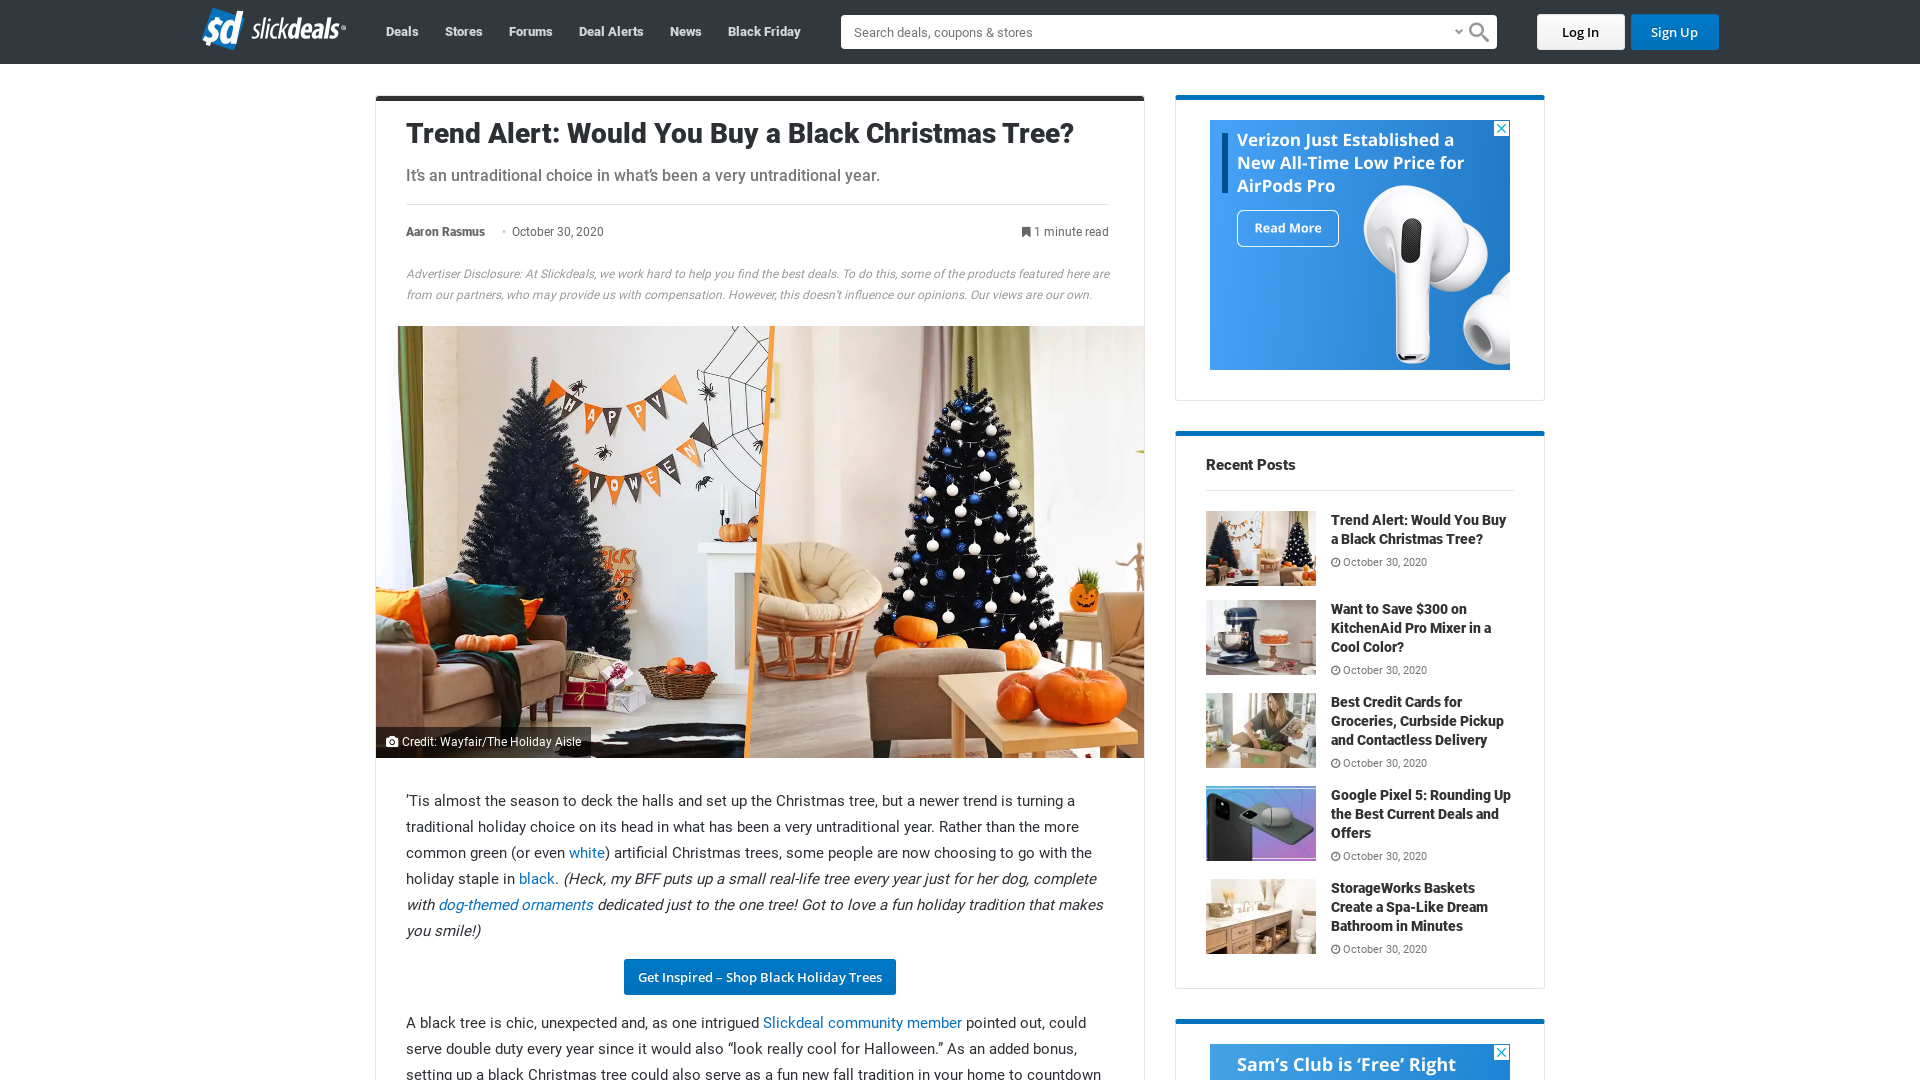 slickdeals
Deals Stores Forums Deal Alerts News Black Friday
Search deals, coupons & stores
Log In
Sign Up
Trend Alert: Would You Buy a Black Christmas Tree?
It’s an untraditional choice in what’s been a very untraditional year.
Aaron Rasmus • October 30, 2020
1 minute read
Advertiser Disclosure: At Slickdeals, we work hard to help you find the best deals. To do this, some of the products featured here are
from our partners, who may provide us with compensation. However, this doesn’t influence our opinions. Our views are our own.
HAPPY
Credit: Wayfair/The Holiday Aisle
’Tis almost the season to deck the halls and set up the Christmas tree, but a newer trend is turning a
traditional holiday choice on its head in what has been a very untraditional year. Rather than the more
common green (or even white) artificial Christmas trees, some people are now choosing to go with the
holiday staple in black. (Heck, my BFF puts up a small real-life tree every year just for her dog, complete
with dog-themed ornaments dedicated just to the one tree! Got to love a fun holiday tradition that makes
you smile!)
Get Inspired – Shop Black Holiday Trees
A black tree is chic, unexpected and, as one intrigued Slickdeal community member pointed out, could
serve double duty every year since it would also “look really cool for Halloween.” As an added bonus,
setting up a black Christmas tree could also serve as a fun new fall tradition in your home to countdown
Verizon Just Established a
New All-Time Low Price for
AirPods Pro
Read More
Recent Posts
Trend Alert: Would You Buy
a Black Christmas Tree?
October 30, 2020
Want to Save $300 on
KitchenAid Pro Mixer in a
Cool Color?
October 30, 2020
Best Credit Cards for
Groceries, Curbside Pickup
and Contactless Delivery
October 30, 2020
Google Pixel 5: Rounding Up
the Best Current Deals and
Offers
October 30, 2020
StorageWorks Baskets
Create a Spa-Like Dream
Bathroom in Minutes
October 30, 2020
Sam’s Club is ‘Free’ Right